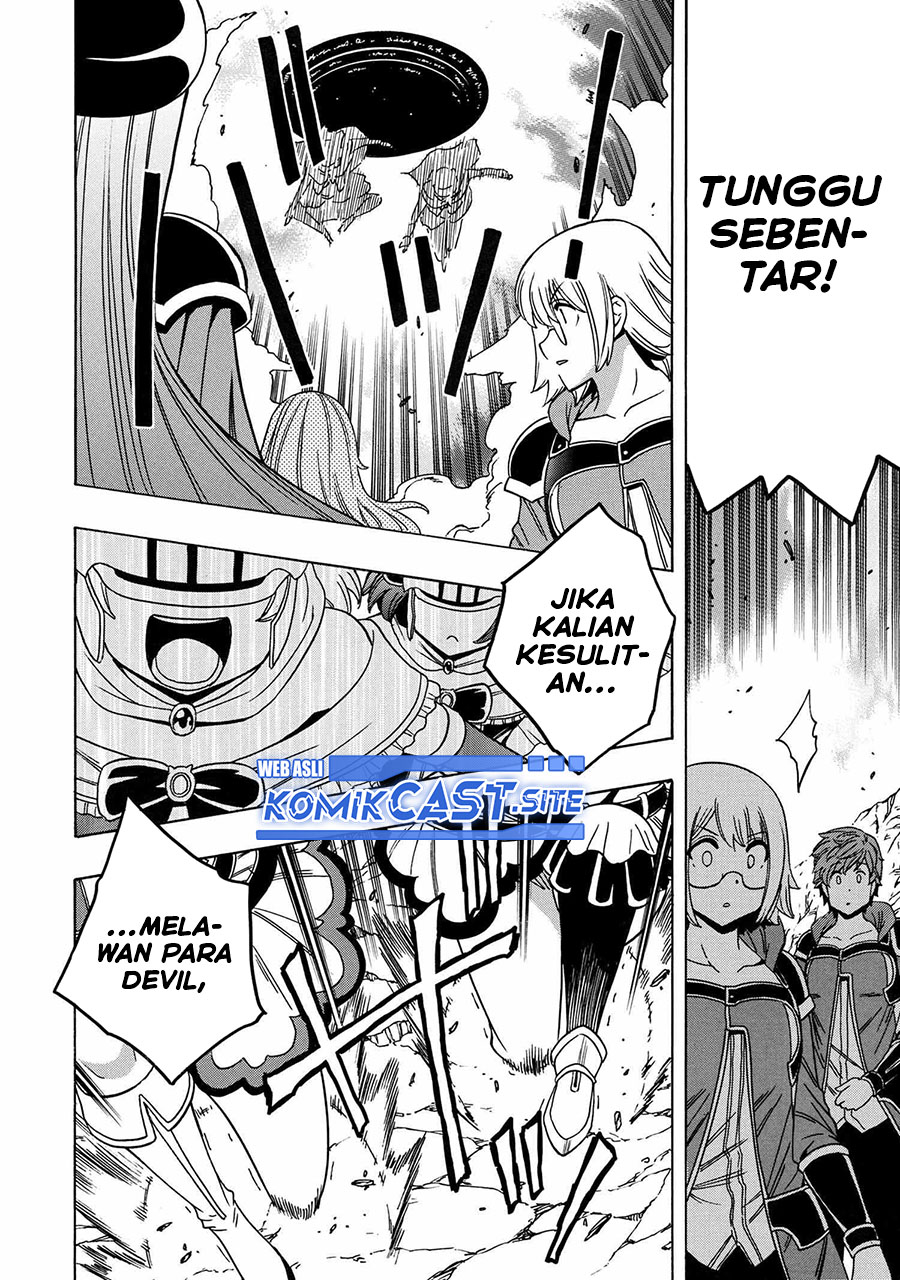 TUNGGU
SEBEN-
TAR!
JIKA
KALIAN
KESULIT-
AN...
WEB ASLI
KOMIKCAST.SITE
...MELA-
WAN PARA
DEVIL,